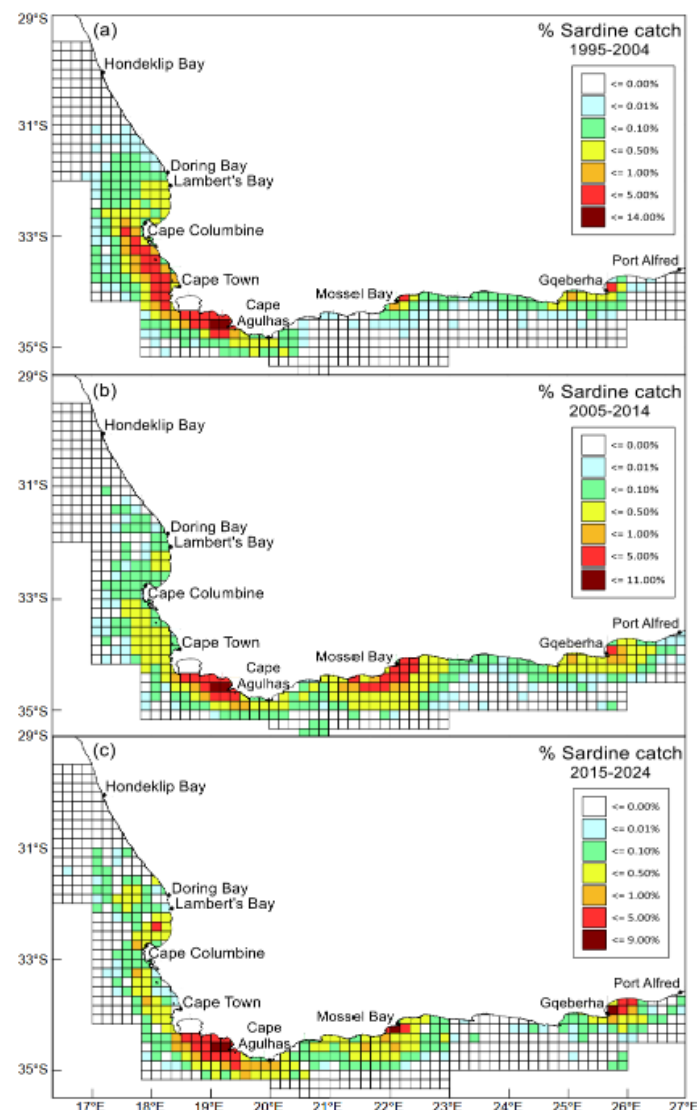 29°S
(a)
% Sardine catch
1995-2004
Hondeklip Bay
<= 0.00%
<= 0.01%
31°S
<= 0.10%
<= 0.50%
Doring Bay
<= 1.00%
Lambert's Bay
<= 5.00%
<= 14.00%
33°S
Cape Columbine
Port Alfred
Cape Town
Gqeberha
Mossel Bay
Cape
Agulhas
35°S
29°S
(b)
% Sardine catch
2005-2014
Hondeklip Bay
<= 0.00%
<= 0.01%
31°S
<= 0.10%
<= 0.50%
Doring Bay
<= 1.00%
Lambert's Bay
<= 5.00%
<= 11.00%
33°S
Cape Columbine
Port Alfred
Cape Town
Gqeberha
Mossel Bay
Cape
Agulhas
35°S
29°S
(c)
% Sardine catch
2015-2024
Hondeklip Bay
<= 0.00%
<= 0.01%
31°S
<= 0.10%
<= 0.50%
Doring Bay
<= 1.00%
Lambert's Bay
<= 5.00%
<= 9.00%
33°S
Cape Columbine
Port Alfred
Cape Town
Gqeberha
Mossel Bay
Cape
Agulhas
35°S
17°E 18°E 19°E 20°E 21°E 22°E 23°E 24°E 25°E 26°E 27°E